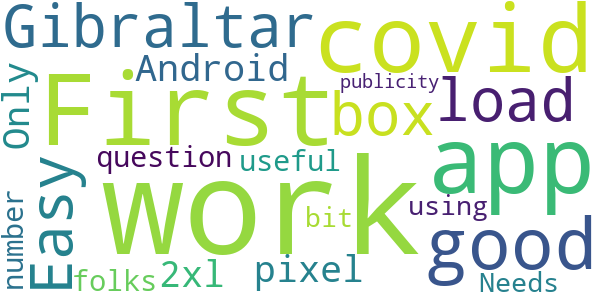 Gibraltar
covid
Android
publicity
Only
First
box
load
question
useful
app
Easy
work
using
number
bit
good
folks
2xl
pixel
Needs